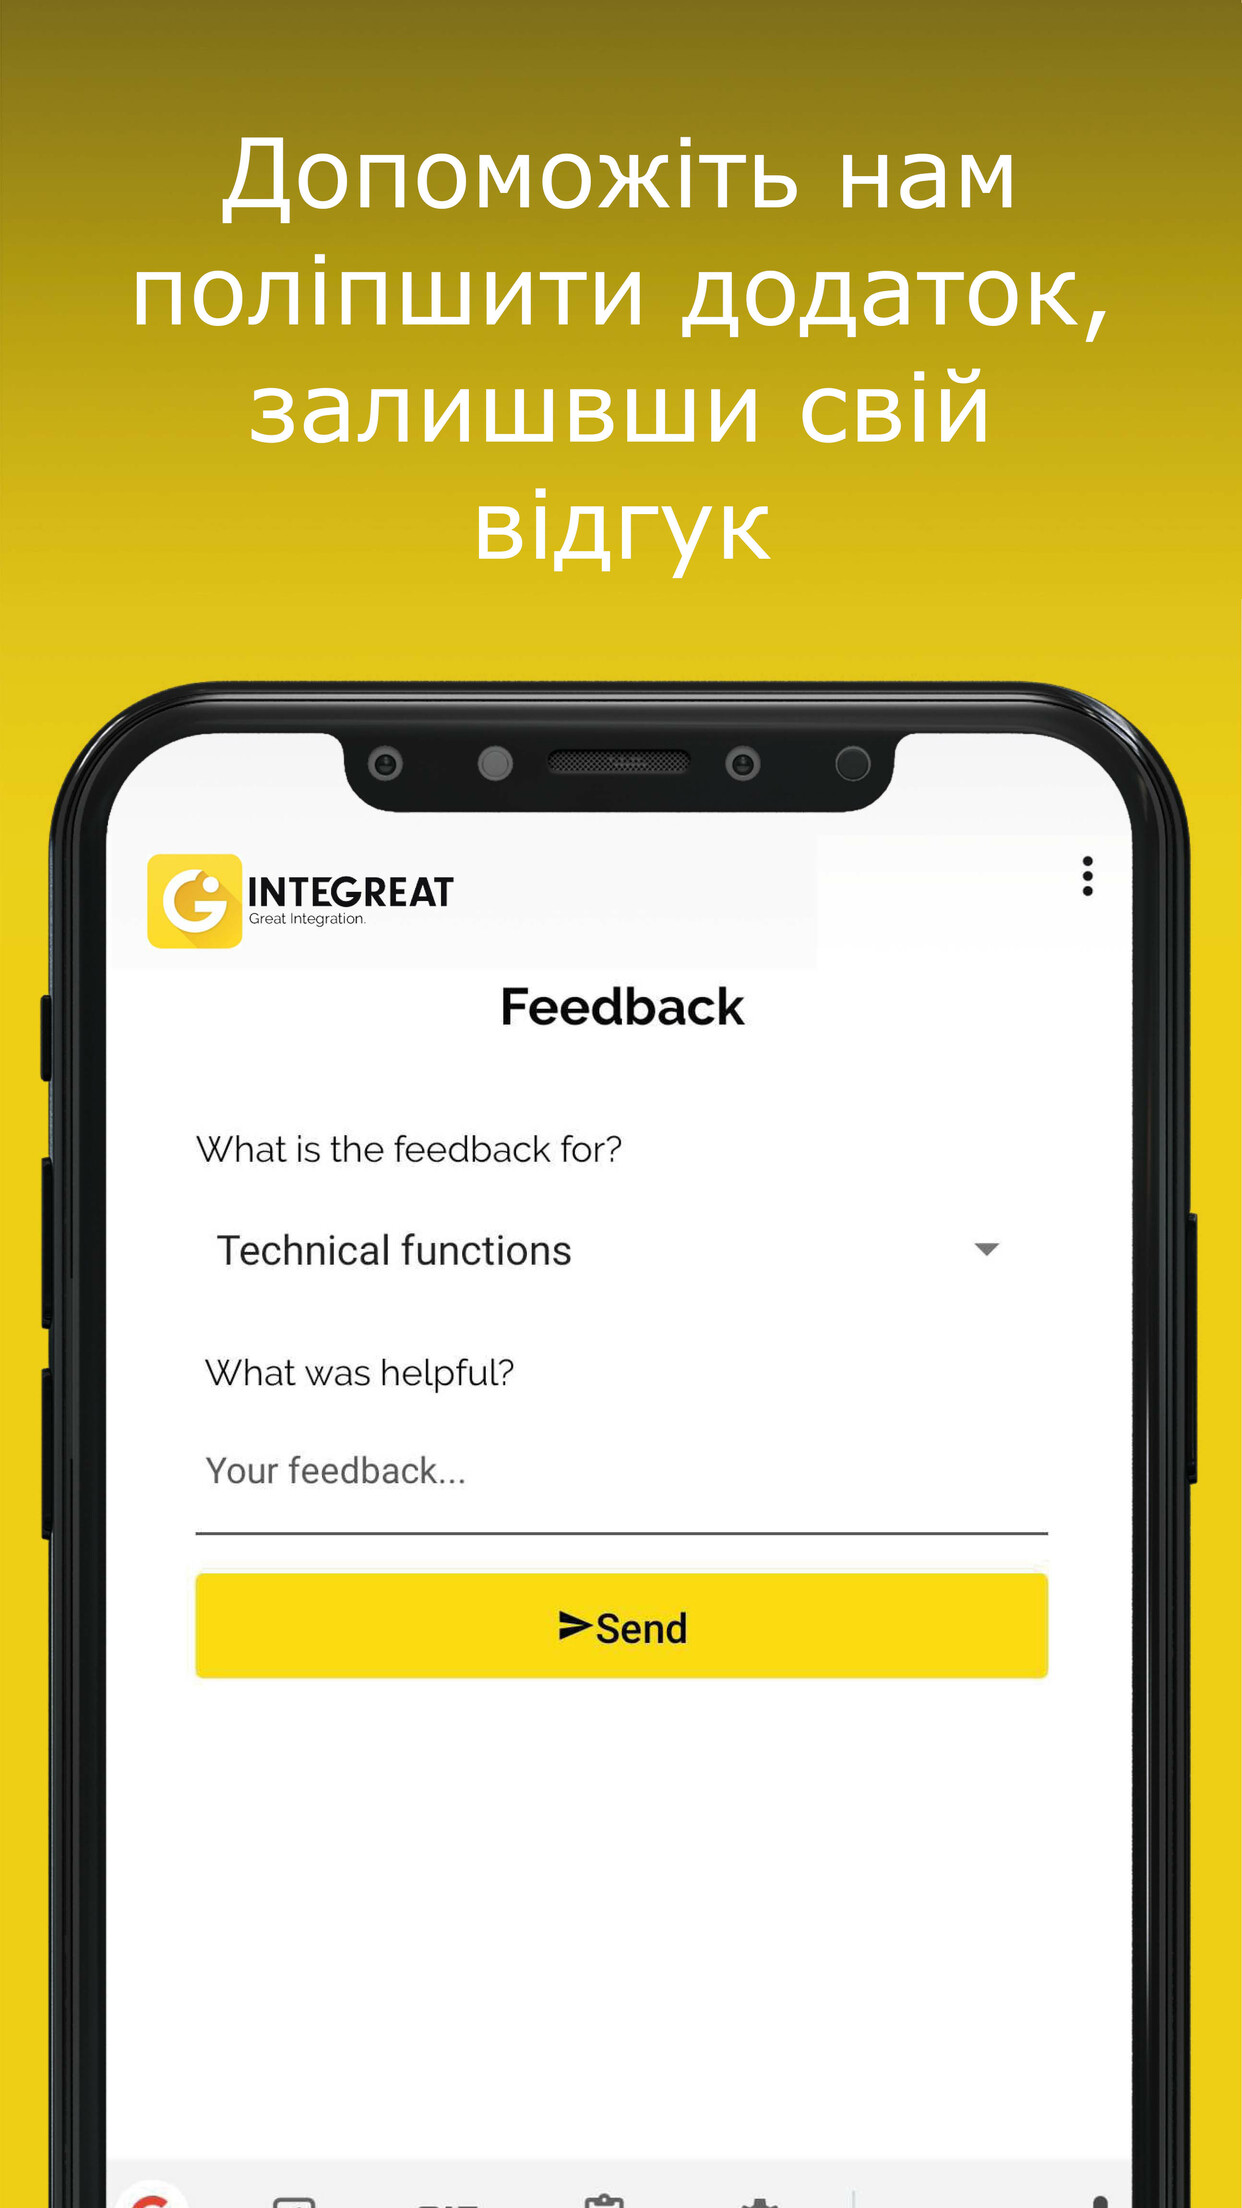 Допоможіть нам
поліпшити додаток,
залишвши свій
відгук
INTEGREAT
Great Integration.
Feedback
What is the feedback for?
Technical functions
What was helpful?
Your feedback...
Send